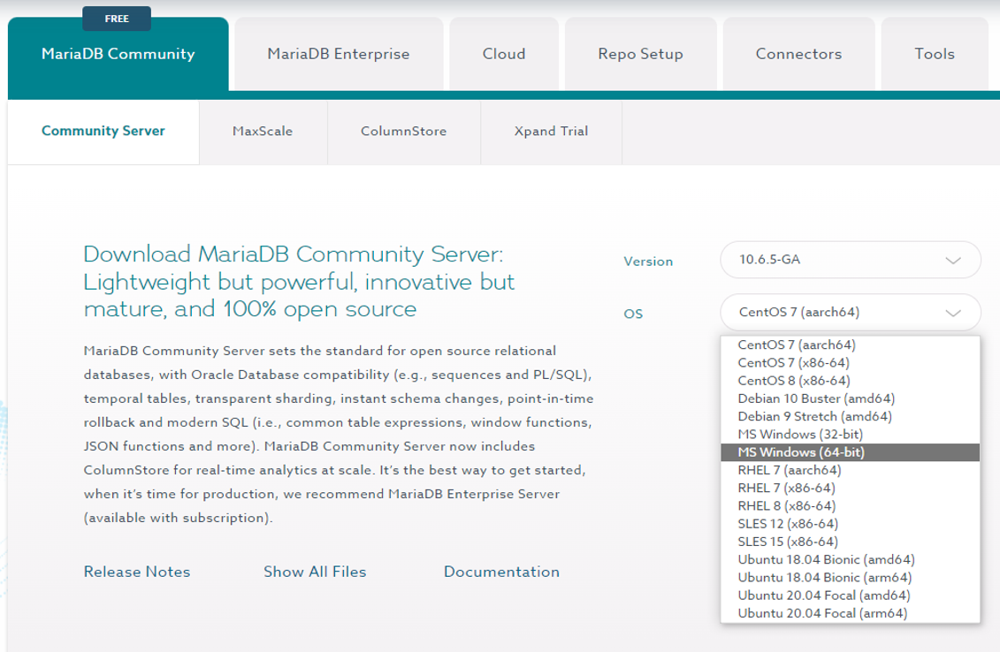 FREE
MariaDB Community
MariaDB Enterprise
Cloud
Repo Setup
Connectors
Tools
Community Server
MaxScale
ColumnStore
Xpand Trial
Download MariaDB Community Server:
Lightweight but powerful, innovative but
mature, and 100% open source
MariaDB Community Server sets the standard for open source relational
databases, with Oracle Database compatibility (e.g., sequences and PL/SQL),
temporal tables, transparent sharding, instant schema changes, point-in-time
rollback and modern SQL (i.e., common table expressions, window functions,
JSON functions and more). MariaDB Community Server now includes
ColumnStore for real-time analytics at scale. It's the best way to get started,
when it's time for production, we recommend MariaDB Enterprise Server
(available with subscription).
Release Notes
Show All Files
Documentation
Version
10.6.5-GA
OS
CentOS 7 (aarch64)
CentOS 7 (aarch64)
CentOS 7 (x86-64)
CentOS 8 (x86-64)
Debian 10 Buster (amd64)
Debian 9 Stretch (amd64)
MS Windows (32-bit)
MS Windows (64-bit)
RHEL 7 (aarch64)
RHEL 7 (x86-64)
RHEL 8 (x86-64)
SLES 12 (x86-64)
SLES 15 (x86-64)
Ubuntu 18.04 Bionic (amd64)
Ubuntu 18.04 Bionic (arm64)
Ubuntu 20.04 Focal (amd64)
Ubuntu 20.04 Focal (arm64)